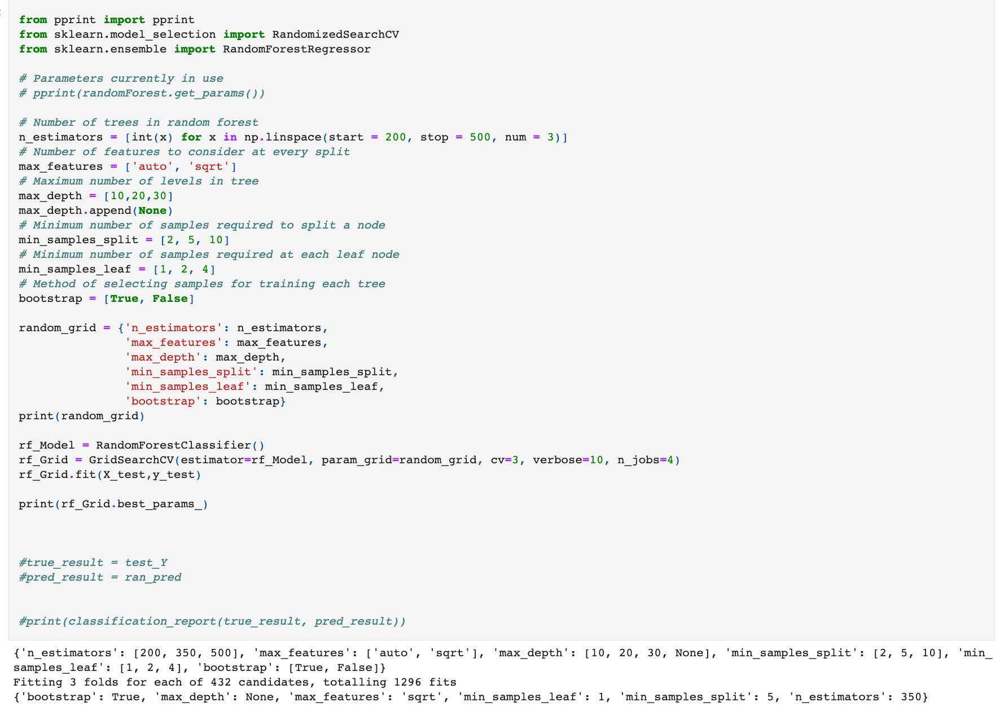 from pprint import pprint
from sklearn.model_selection import RandomizedSearchCV
from sklearn.ensemble import RandomForestRegressor
# Parameters currently in use
# pprint(randomForest.get_params())
# Number of trees in random forest
n_estimators = [int(x) for x in np.linspace(start = 200, stop = 500, num = 3)]
# Number of features to consider at every split
max_features = ['auto', 'sqrt']
# Maximum number of levels in tree
max_depth = [10,20,30]
max_depth.append(None)
# Minimum number of samples required to split a node
min_samples_split = [2, 5, 10]
# Minimum number of samples required at each leaf node
min_samples_leaf = [1, 2, 4]
# Method of selecting samples for training each tree
bootstrap = [True, False]
random_grid = {'n_estimators': n_estimators,
'max_features': max_features,
'max_depth': max_depth,
'min_samples_split': min_samples_split,
'min_samples_leaf': min_samples_leaf,
'bootstrap': bootstrap}
print(random_grid)
rf_Model = RandomForestClassifier()
rf_Grid = GridSearchCV(estimator=rf_Model, param_grid=random_grid, cv=3, verbose=10, n_jobs=4)
rf_Grid.fit(X_test,y_test)
print(rf_Grid.best_params_)
#true_result = test_Y
#pred_result = ran_pred
#print(classification_report(true_result, pred_result))
{'n_estimators': [200, 350, 500], 'max_features': ['auto', 'sqrt'], 'max_depth': [10, 20, 30, None], 'min_samples_split': [2, 5, 10], 'min_
samples_leaf': [1, 2, 4], 'bootstrap': [True, False]}
Fitting 3 folds for each of 432 candidates, totalling 1296 fits
{'bootstrap': True, 'max_depth': None, 'max_features': 'sqrt', 'min_samples_leaf': 1, 'min_samples_split': 5, 'n_estimators': 350}